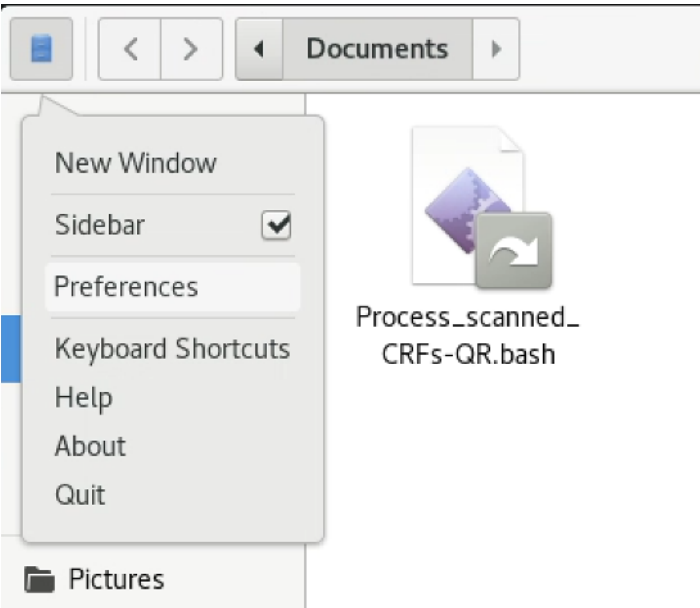 Documents
New Window
Sidebar
Preferences
Keyboard Shortcuts
Help
About
Quit
Pictures
Process_scanned_
CRFs-QR.bash